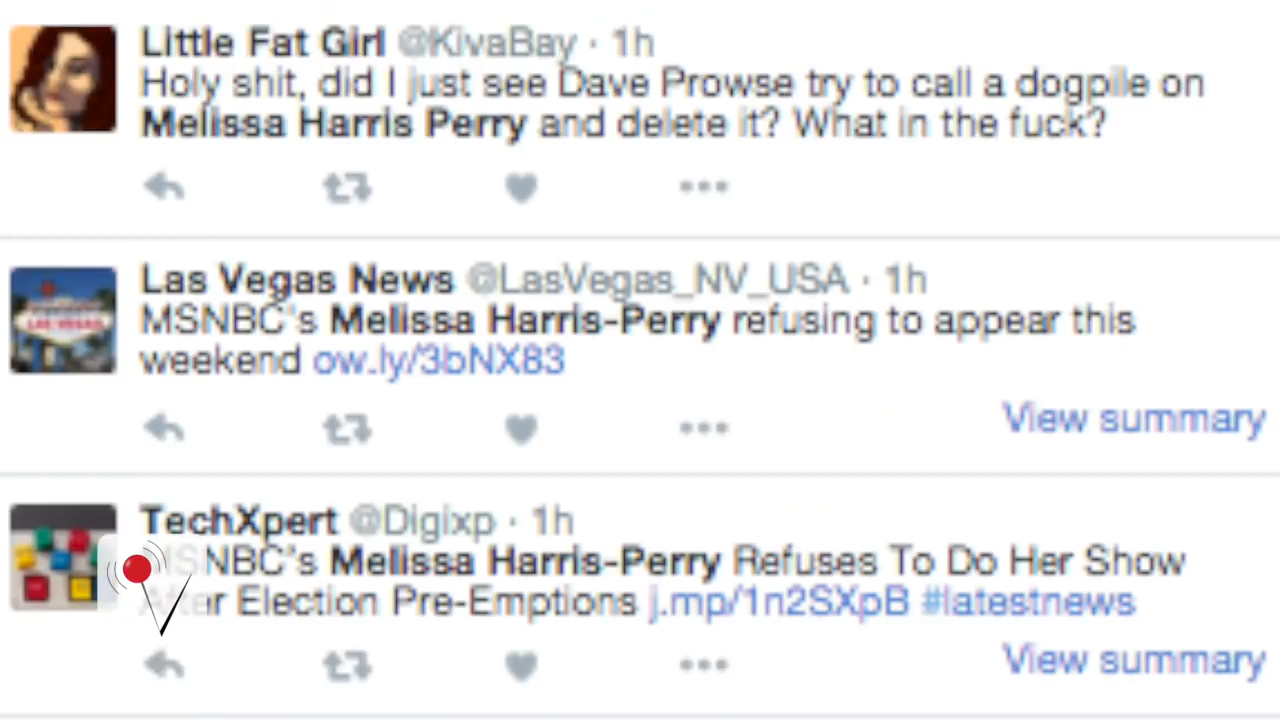 Little Fat Girl @KivaBay · 1h
Holy shit, did I just see Dave Prowse try to call a dogpile on
Melissa Harris Perry and delete it? What in the fuck?
Las Vegas News @LasVegas_NV_USA · 1h
MSNBC's Melissa Harris-Perry refusing to appear this
weekend ow.ly/3bNX83
View summary
TechXpert @Digixp · 1h
MSNBC's Melissa Harris-Perry Refuses To Do Her Show
After Election Pre-Emptions j.mp/1n2SXpB #latestnews
View summary